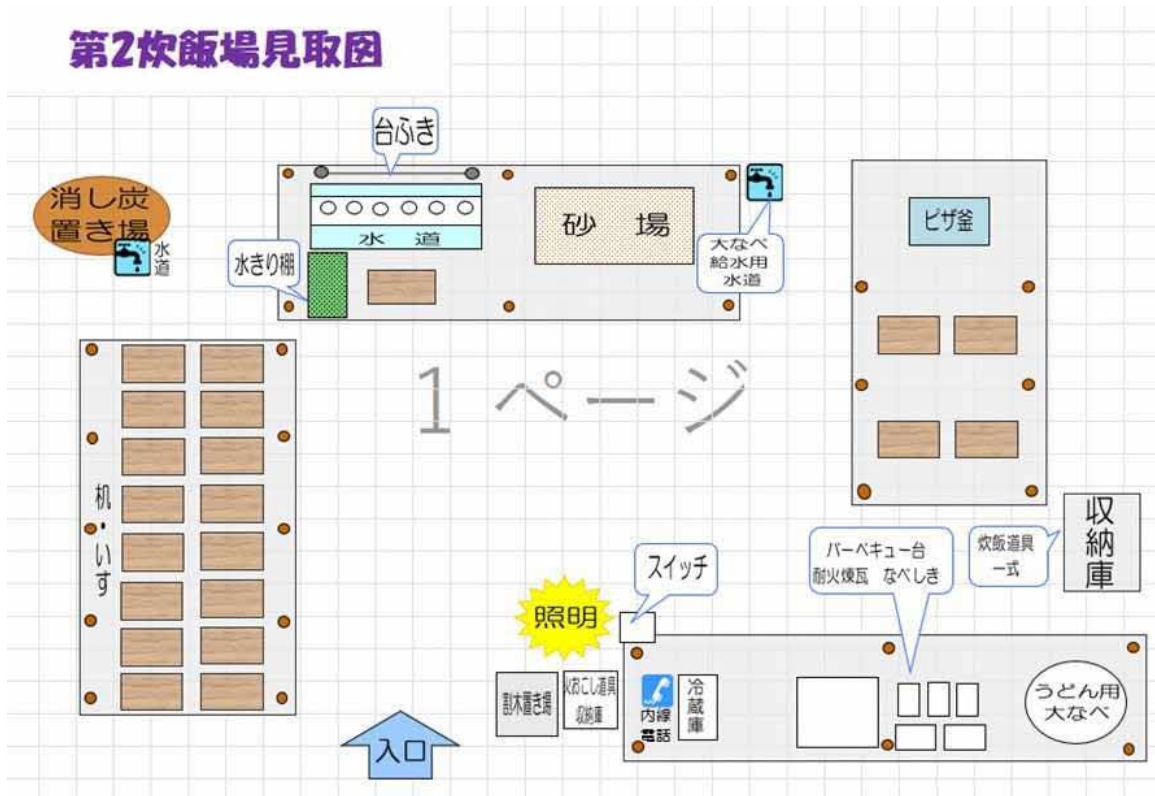 第2炊飯場見取図
台ふき
消し炭
置き場
水道
水道
水きり棚
砂場
大なべ
給水用
水道
ピザ釜
1ページ
机・いす
スイッチ
照明
バーベキュー台
耐火煉瓦 なべしき
炊飯道具
一式
収納庫
割木置き場
火おこし道具
収納庫
内線
電話
冷蔵庫
うどん用
大なべ
入口